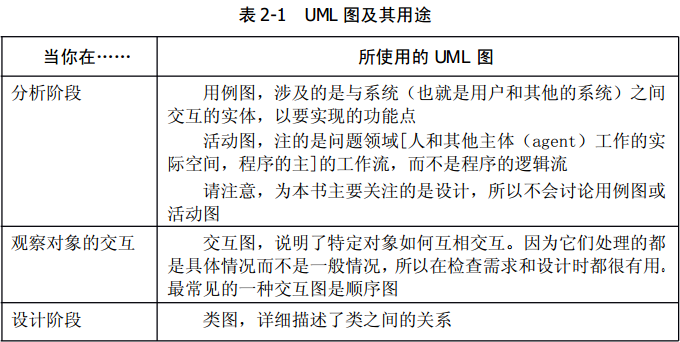 表 2-1 UML 图及其用途
当你在…… 所使用的 UML 图
分析阶段 用例图，涉及的是与系统（也就是用户和其他的系统）之间
交互的实体，以要实现的功能点
活动图，注的是问题领域[人和其他主体（agent）工作的实
际空间，程序的主]的工作流，而不是程序的逻辑流
请注意，为本书主要关注的是设计，所以不会讨论用例图或
活动图
观察对象的交互 交互图，说明了特定对象如何互相交互。因为它们处理的都
是具体情况而不是一般情况，所以在检查需求和设计时都很有用。
最常见的一种交互图是顺序图
设计阶段 类图，详细描述了类之间的关系